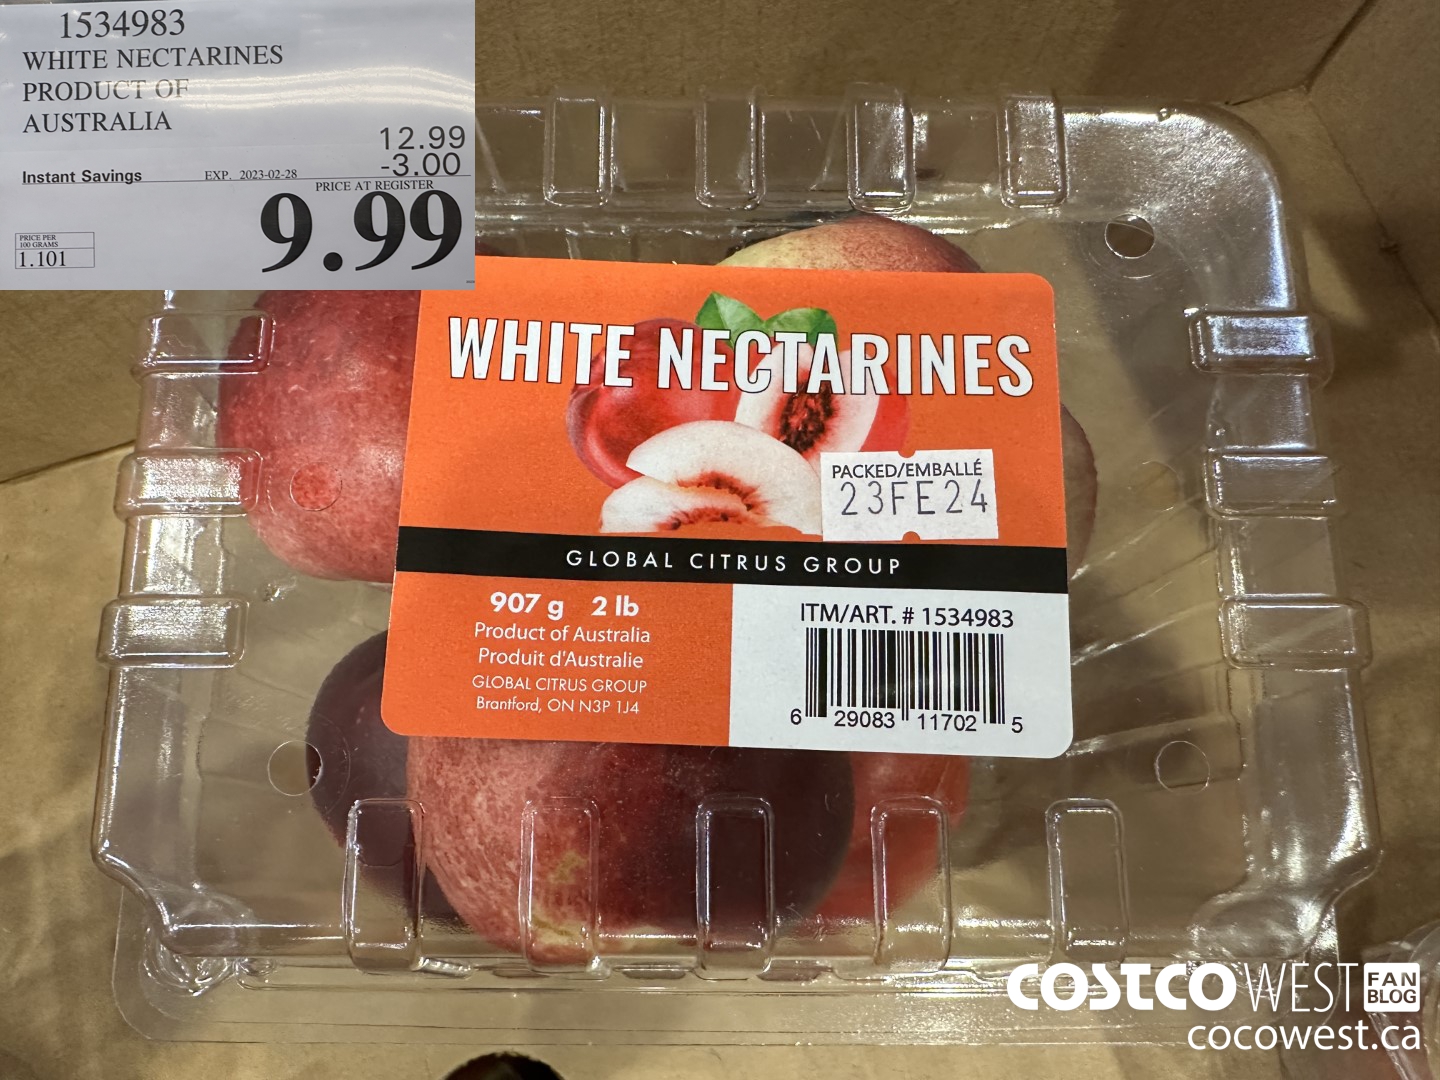 1534983
WHITE NECTARINES
PRODUCT OF
AUSTRALIA
12.99
-3.00
Instant Savings EXP. 2023-02-28
PRICE AT REGISTER
9.99
PRICE PER
100 GRAMS
1.101
WHITE NECTARINES
PACKED/EMBALLÉ
23FE24
GLOBAL CITRUS GROUP
907 g 2 lb
Product of Australia
Produit d'Australie
GLOBAL CITRUS GROUP
Brantford, ON N3P 1J4
ITM/ART. # 1534983
6 29083 11702 5
COSTCO WEST FAN BLOG
cocowest.ca